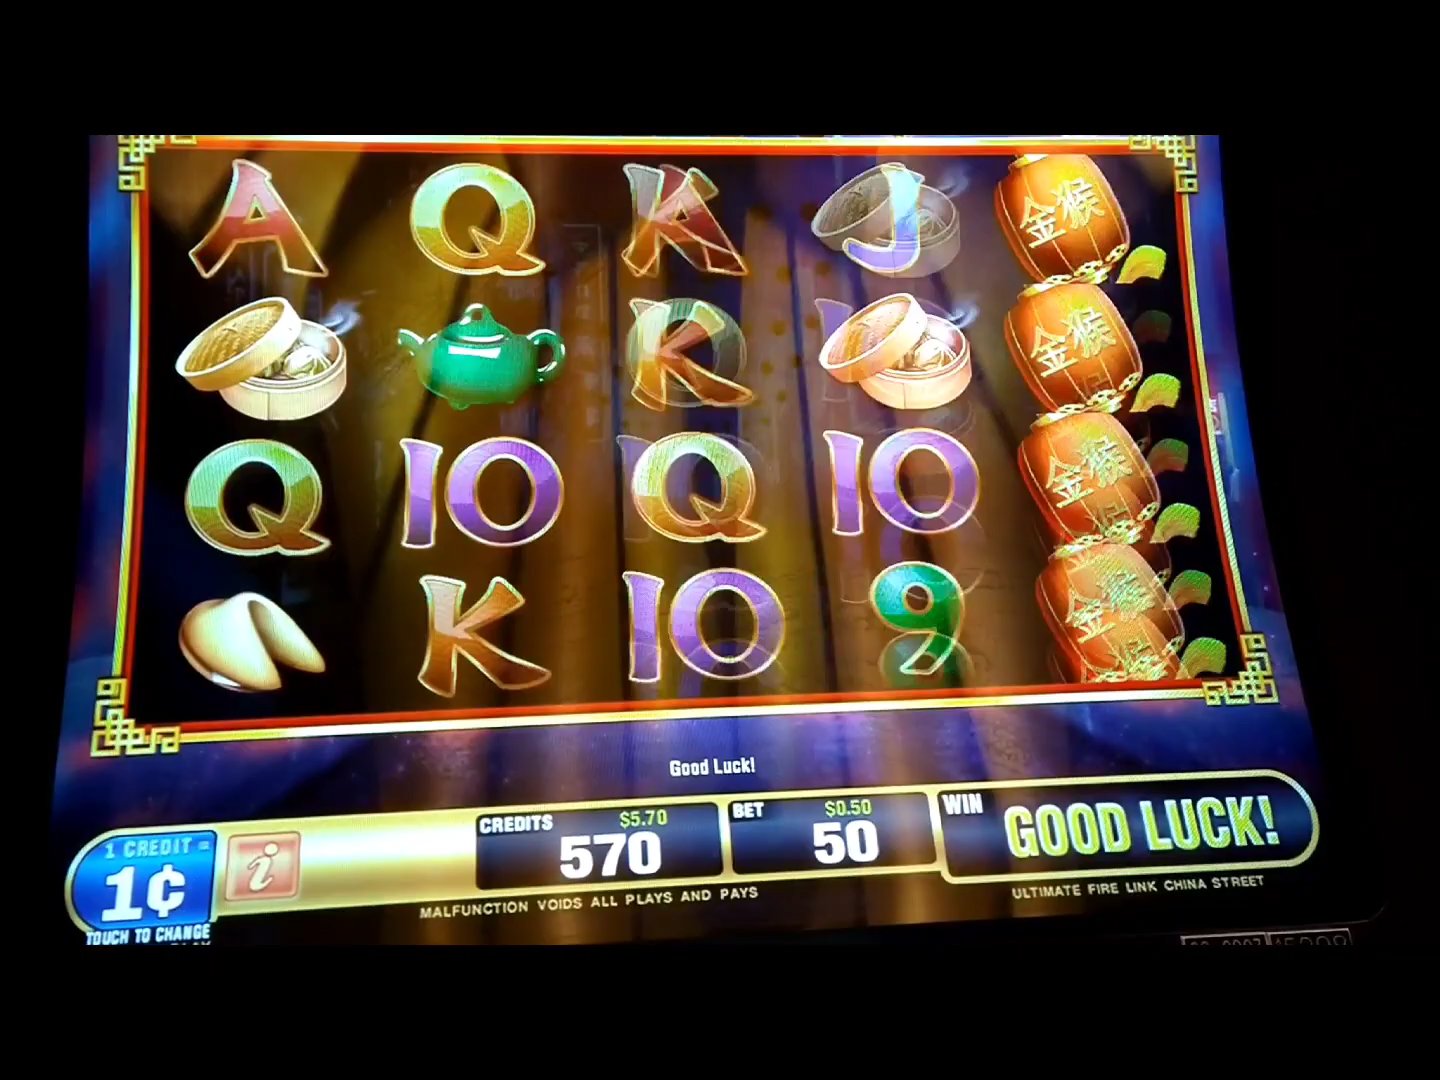 A Q K J 金猴
K 金猴
Q 10 Q 10 金猴
K 10 9 金猴
Good Luck!
1 CREDIT =
1¢
TOUCH TO CHANGE
i
CREDITS $5.70
570
BET $0.50
50
WIN GOOD LUCK!
MALFUNCTION VOIDS ALL PLAYS AND PAYS
ULTIMATE FIRE LINK CHINA STREET